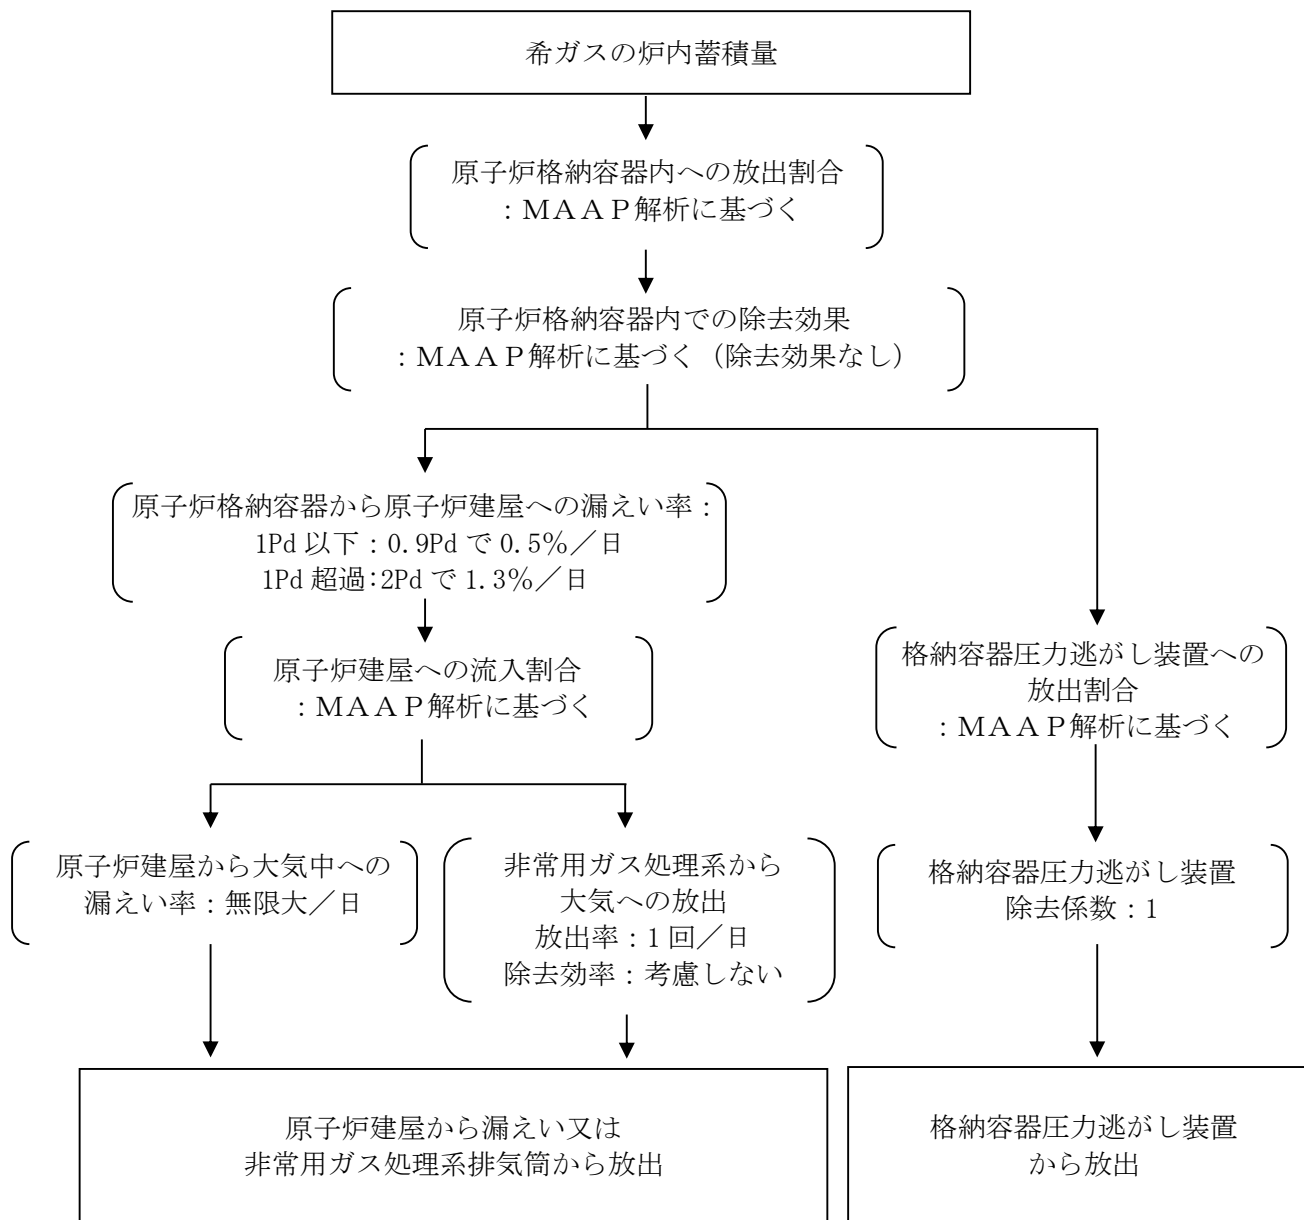 希ガスの炉内蓄積量
原子炉格納容器内への放出割合
：ＭＡＡＰ解析に基づく
原子炉格納容器内での除去効果
：ＭＡＡＰ解析に基づく（除去効果なし）
原子炉格納容器から原子炉建屋への漏えい率：
1Pd 以下：0.9Pd で 0.5％／日
1Pd 超過：2Pd で 1.3％／日
原子炉建屋への流入割合
：ＭＡＡＰ解析に基づく
格納容器圧力逃がし装置への
放出割合
：ＭＡＡＰ解析に基づく
原子炉建屋から大気中への
漏えい率：無限大／日
非常用ガス処理系から
大気への放出
放出率：1 回／日
除去効率：考慮しない
格納容器圧力逃がし装置
除去係数：1
原子炉建屋から漏えい又は
非常用ガス処理系排気筒から放出
格納容器圧力逃がし装置
から放出